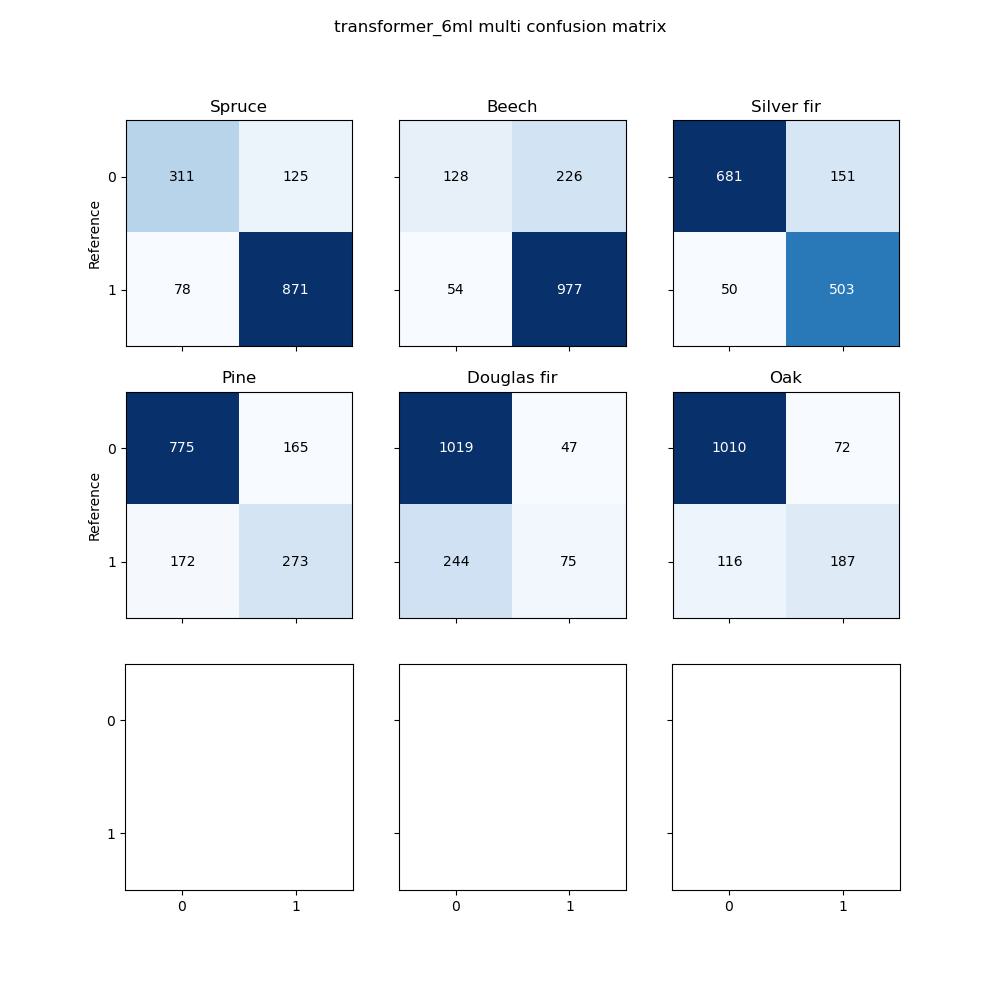 transformer_6ml multi confusion matrix
Spruce Beech Silver fir
0 311 125 128 226 681 151
Reference
1 78 871 54 977 50 503
Pine Douglas fir Oak
0 775 165 1019 47 1010 72
Reference
1 172 273 244 75 116 187
0
1
0 1 0 1 0 1